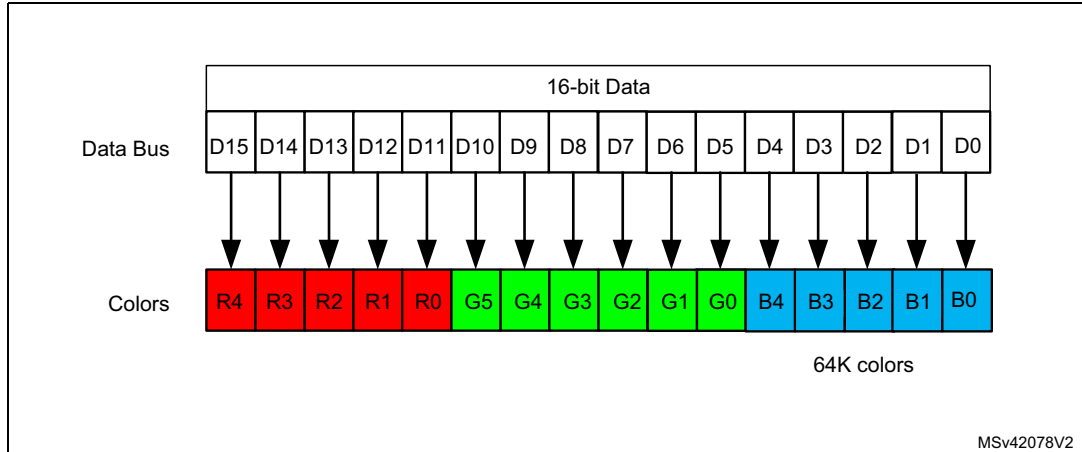 16-bit Data
Data Bus D15 D14 D13 D12 D11 D10 D9 D8 D7 D6 D5 D4 D3 D2 D1 D0
Colors R4 R3 R2 R1 R0 G5 G4 G3 G2 G1 G0 B4 B3 B2 B1 B0
64K colors
MSv42078V2